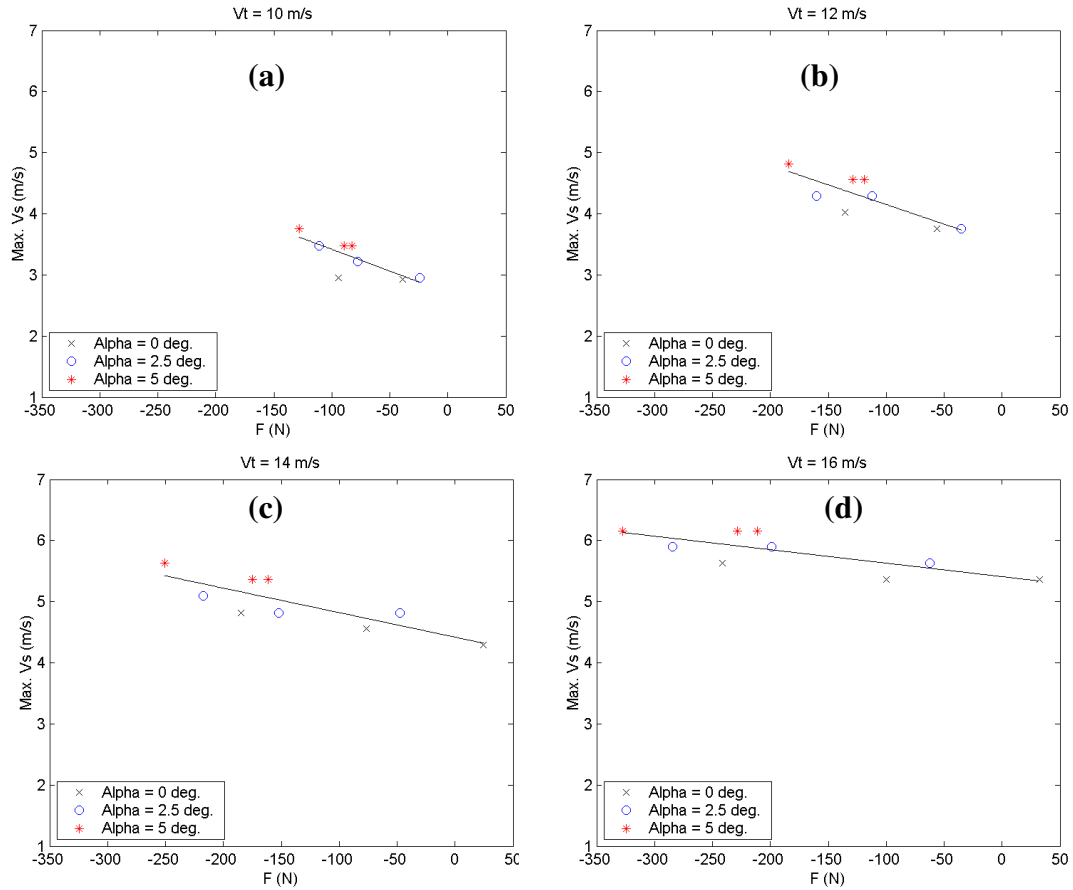 Vt = 10 m/s
(a)
Max. Vs (m/s)
7
6
5
4
3
2
1
Alpha = 0 deg.
Alpha = 2.5 deg.
Alpha = 5 deg.
-350 -300 -250 -200 -150 -100 -50 0 50
F (N)
Vt = 12 m/s
(b)
Max. Vs (m/s)
7
6
5
4
3
2
1
Alpha = 0 deg.
Alpha = 2.5 deg.
Alpha = 5 deg.
-350 -300 -250 -200 -150 -100 -50 0 50
F (N)
Vt = 14 m/s
(c)
Max. Vs (m/s)
7
6
5
4
3
2
1
Alpha = 0 deg.
Alpha = 2.5 deg.
Alpha = 5 deg.
-350 -300 -250 -200 -150 -100 -50 0 50
F (N)
Vt = 16 m/s
(d)
Max. Vs (m/s)
7
6
5
4
3
2
1
Alpha = 0 deg.
Alpha = 2.5 deg.
Alpha = 5 deg.
-350 -300 -250 -200 -150 -100 -50 0 50
F (N)